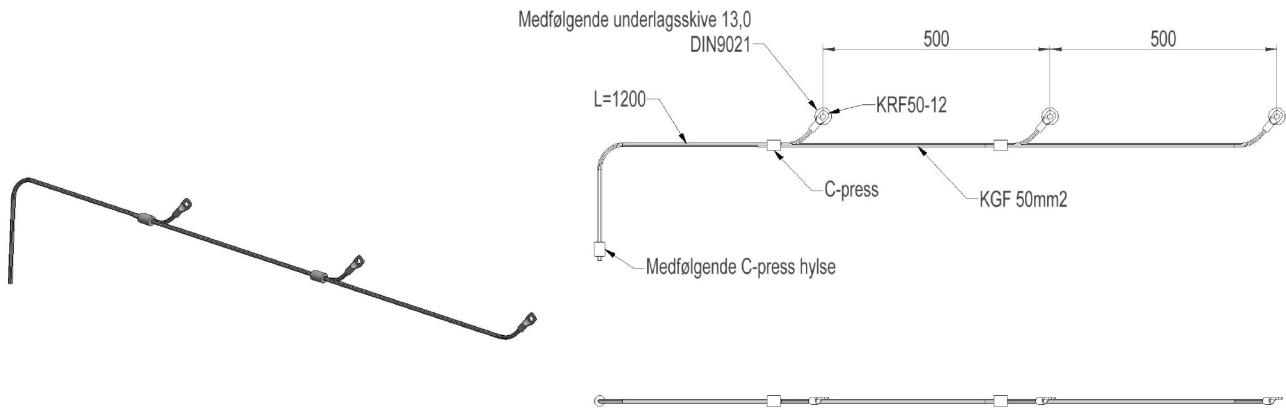 Medfølgende underlagsskive 13,0
DIN9021
500
500
L=1200
KRF50-12
C-press
KGF 50mm2
Medfølgende C-press hylse